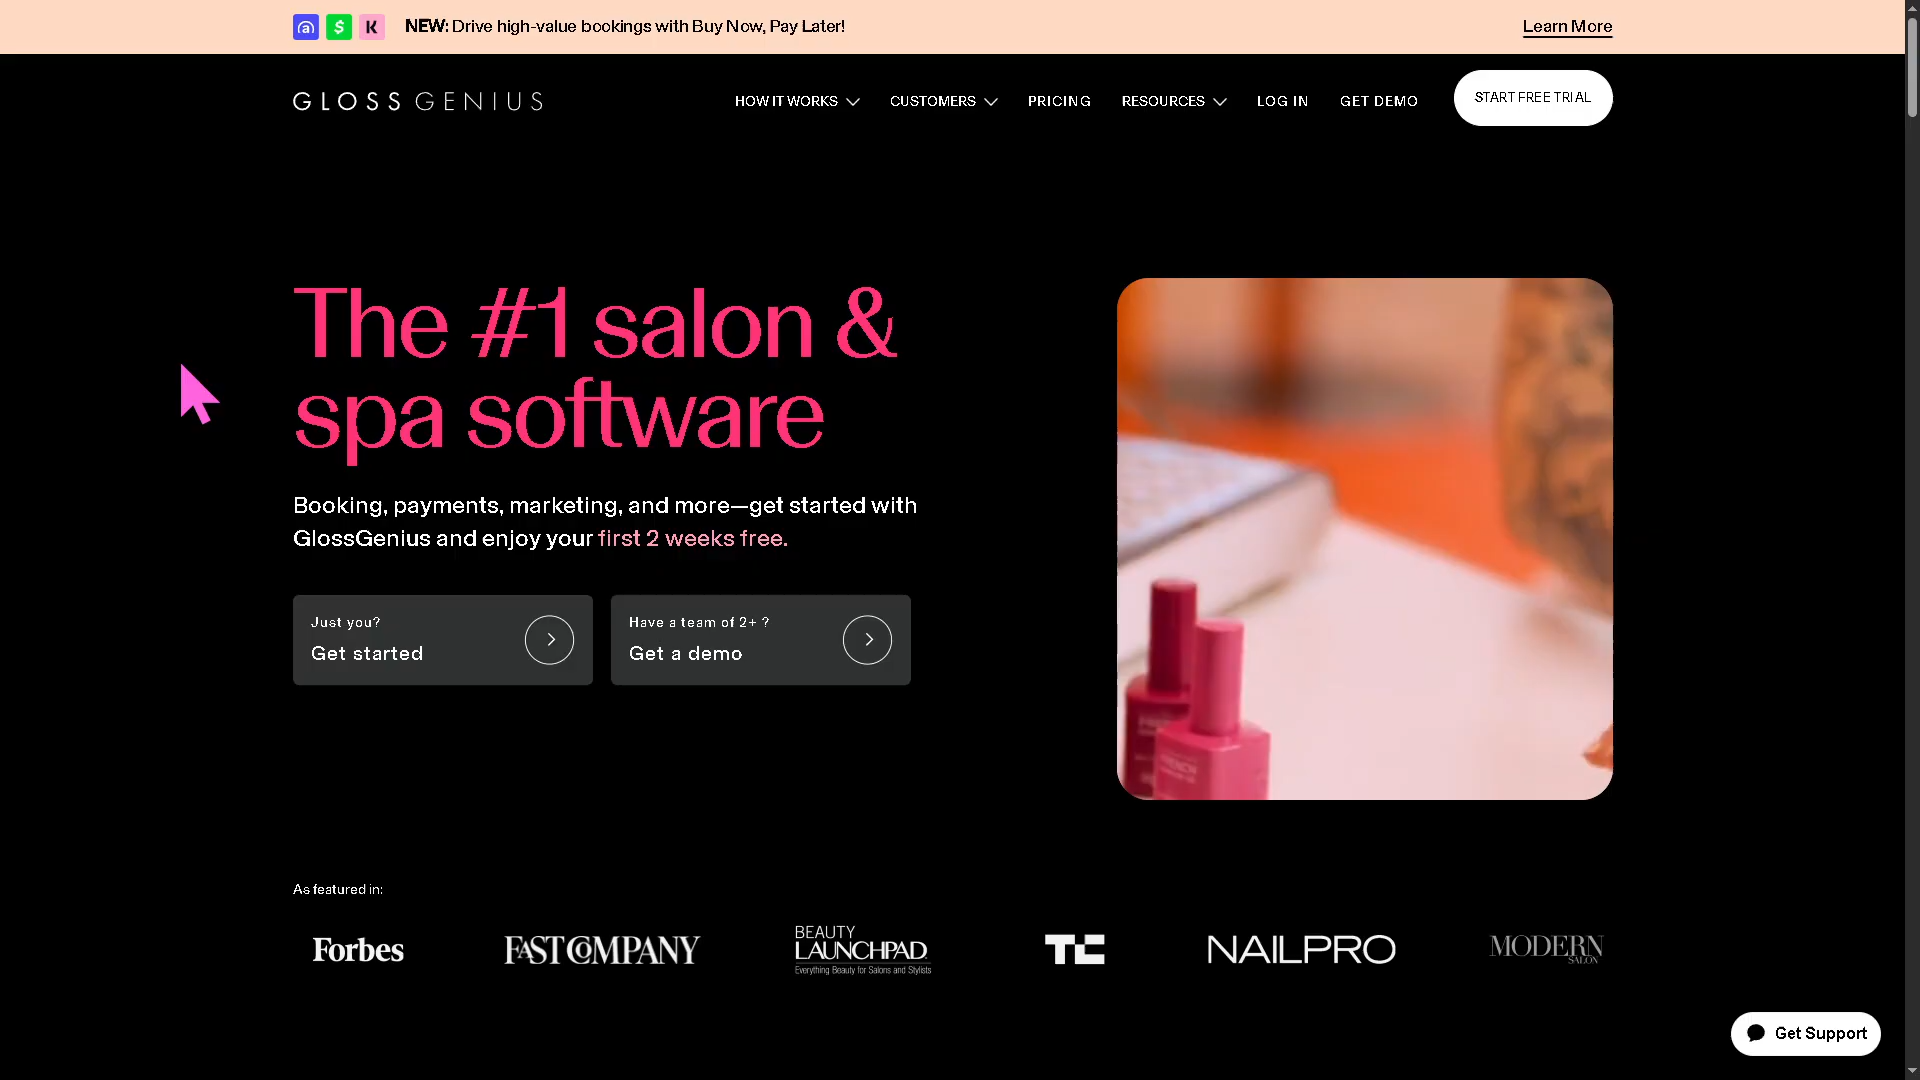 NEW: Drive high-value bookings with Buy Now, Pay Later!
Learn More
GLOSS GENIUS
HOW IT WORKS
CUSTOMERS
PRICING
RESOURCES
LOG IN
GET DEMO
START FREE TRIAL
The #1 salon &
spa software
Booking, payments, marketing, and more—get started with
GlossGenius and enjoy your first 2 weeks free.
Just you?
Get started
Have a team of 2+ ?
Get a demo
As featured in:
Forbes
FAST COMPANY
BEAUTY
LAUNCHPAD
Everything Beauty for Salons and Stylists
TC
NAILPRO
MODERN
SALON
Get Support